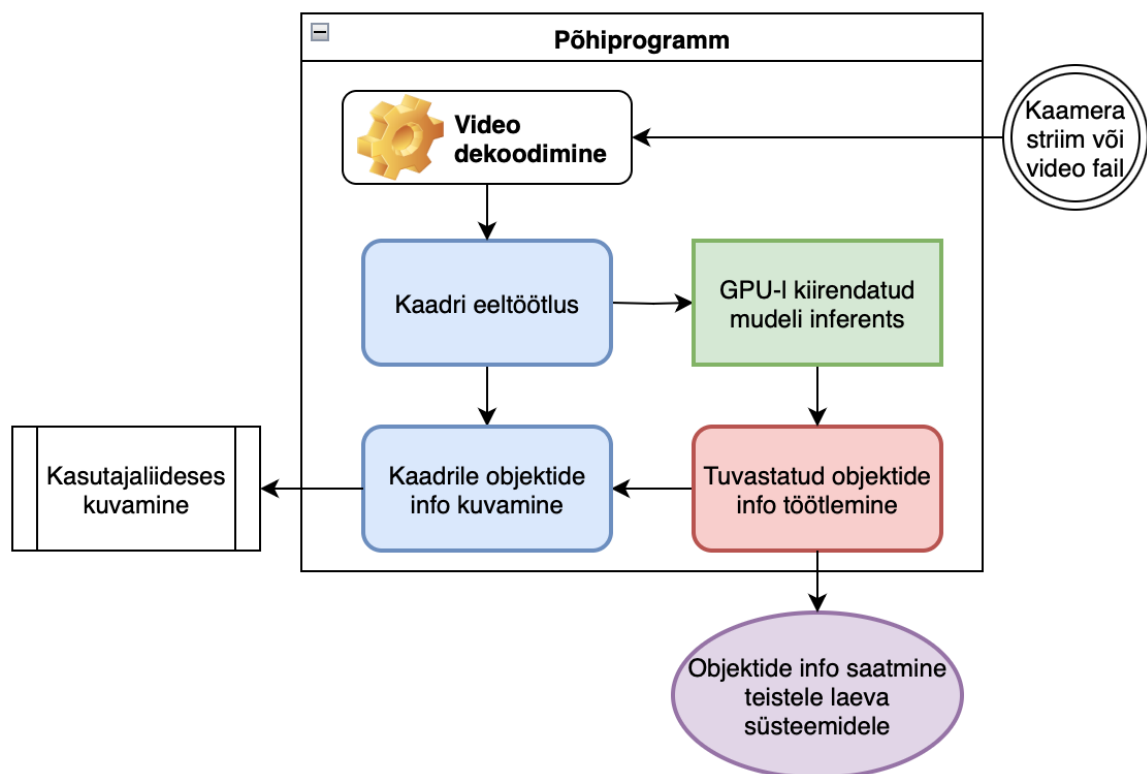 Põhiprogramm
Video
dekoodimine
Kaamera
striim või
video fail
Kaadri eeltöötlus
GPU-l kiirendatud
mudeli inferents
Kasutajaliideses
kuvamine
Kaadrile objektide
info kuvamine
Tuvastatud objektide
info töötlemine
Objektide info saatmine
teistele laeva
süsteemidele